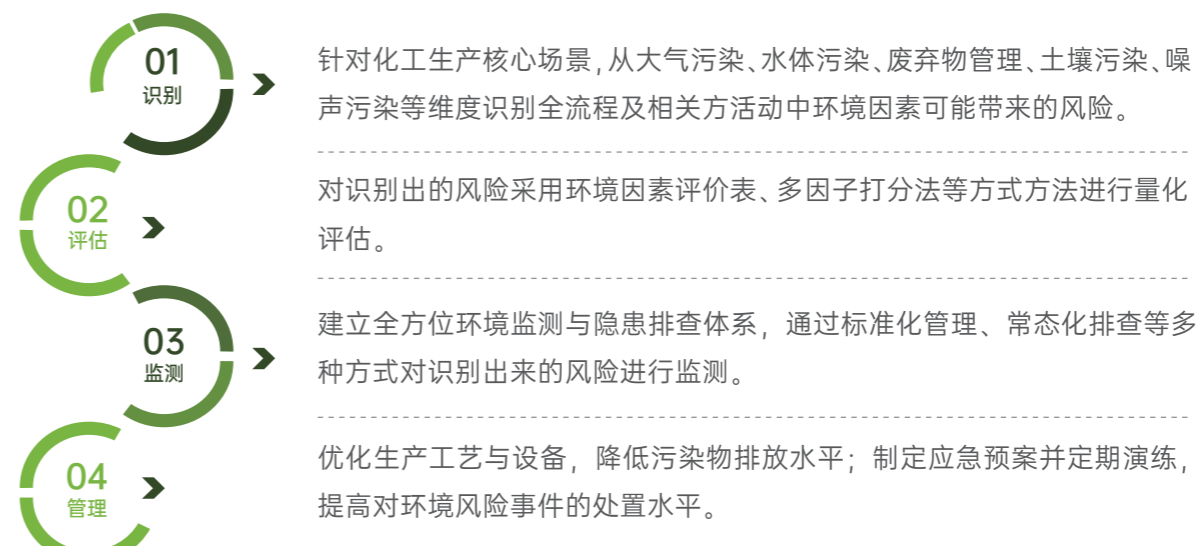 01
识别
针对化工生产核心场景,从大气污染、水体污染、废弃物管理、土壤污染、噪
声污染等维度识别全流程及相关方活动中环境因素可能带来的风险。
02
评估
对识别出的风险采用环境因素评价表、多因子打分法等方式方法进行量化
评估。
03
监测
建立全方位环境监测与隐患排查体系，通过标准化管理、常态化排查等多
种方式对识别出来的风险进行监测。
04
管理
优化生产工艺与设备，降低污染物排放水平；制定应急预案并定期演练，
提高对环境风险事件的处置水平。